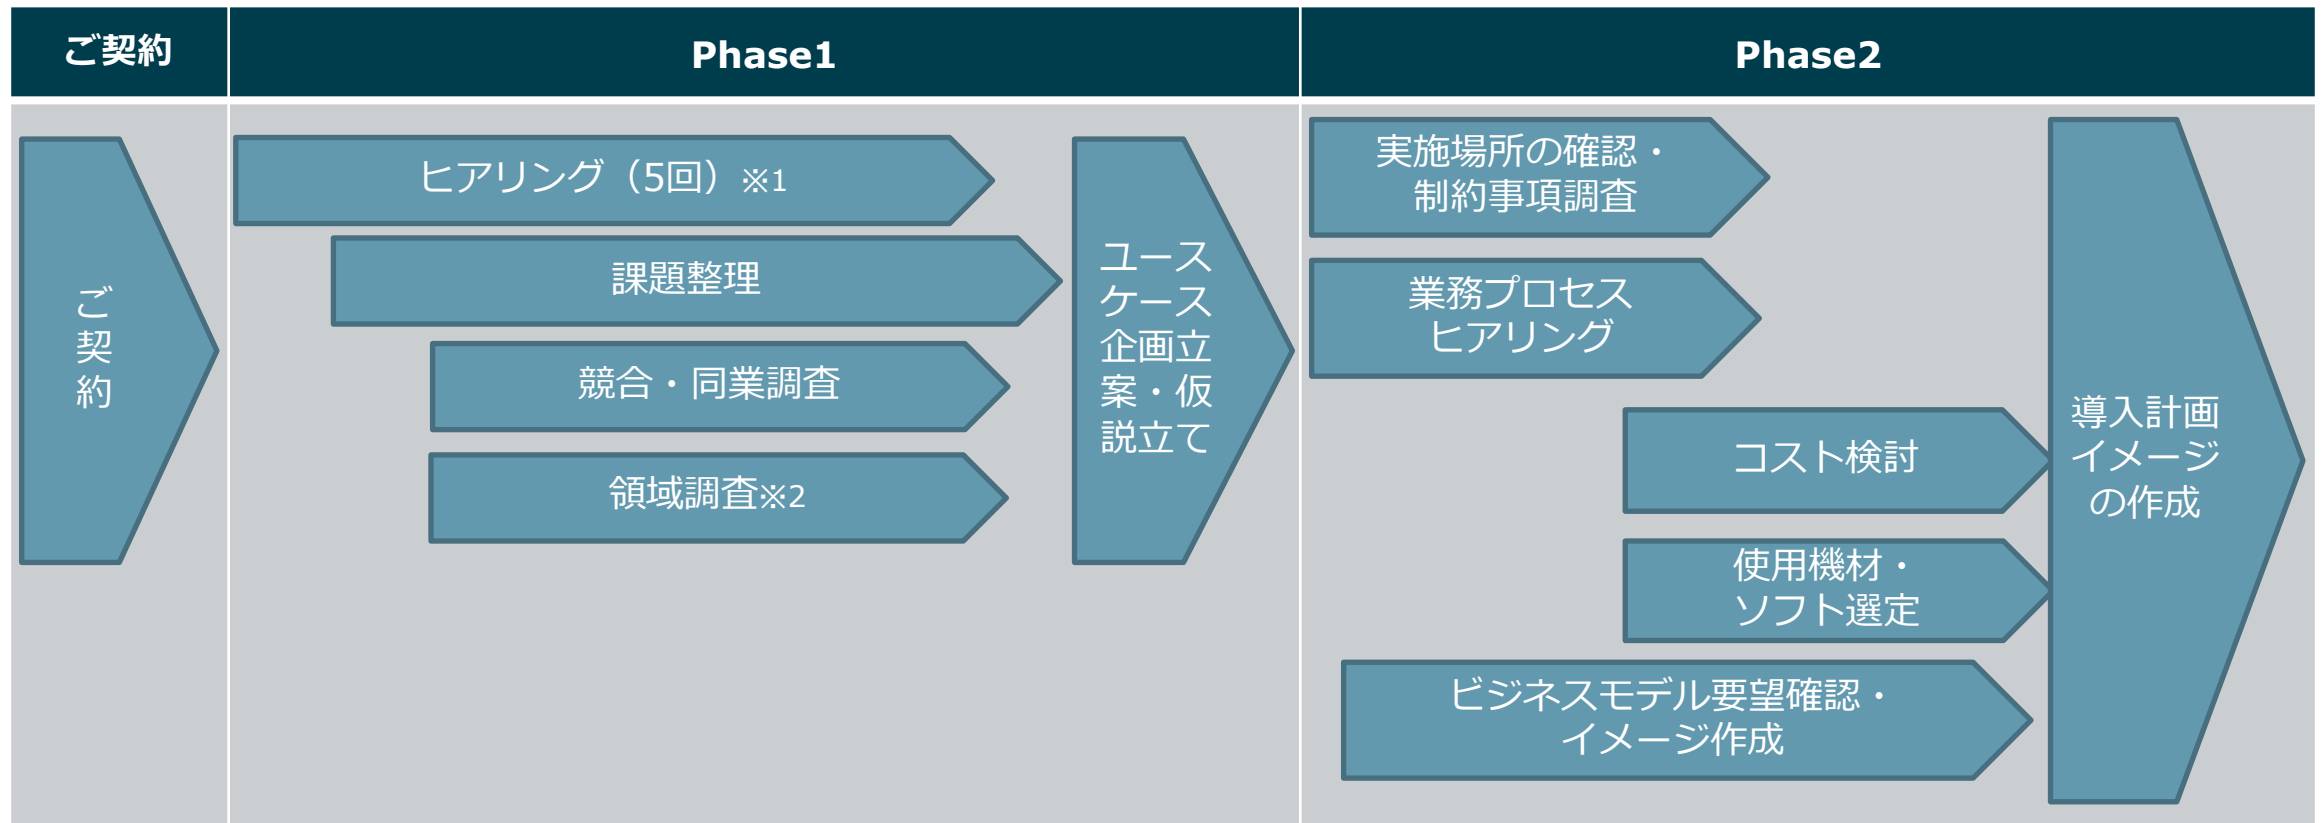 ご契約
Phase1
Phase2
ご
契
約
ヒアリング（5回）※1
課題整理
競合・同業調査
領域調査※2
ユース
ケース
企画立
案・仮
説立て
実施場所の確認・
制約事項調査
業務プロセス
ヒアリング
コスト検討
使用機材・
ソフト選定
ビジネスモデル要望確認・
イメージ作成
導入計画
イメージ
の作成